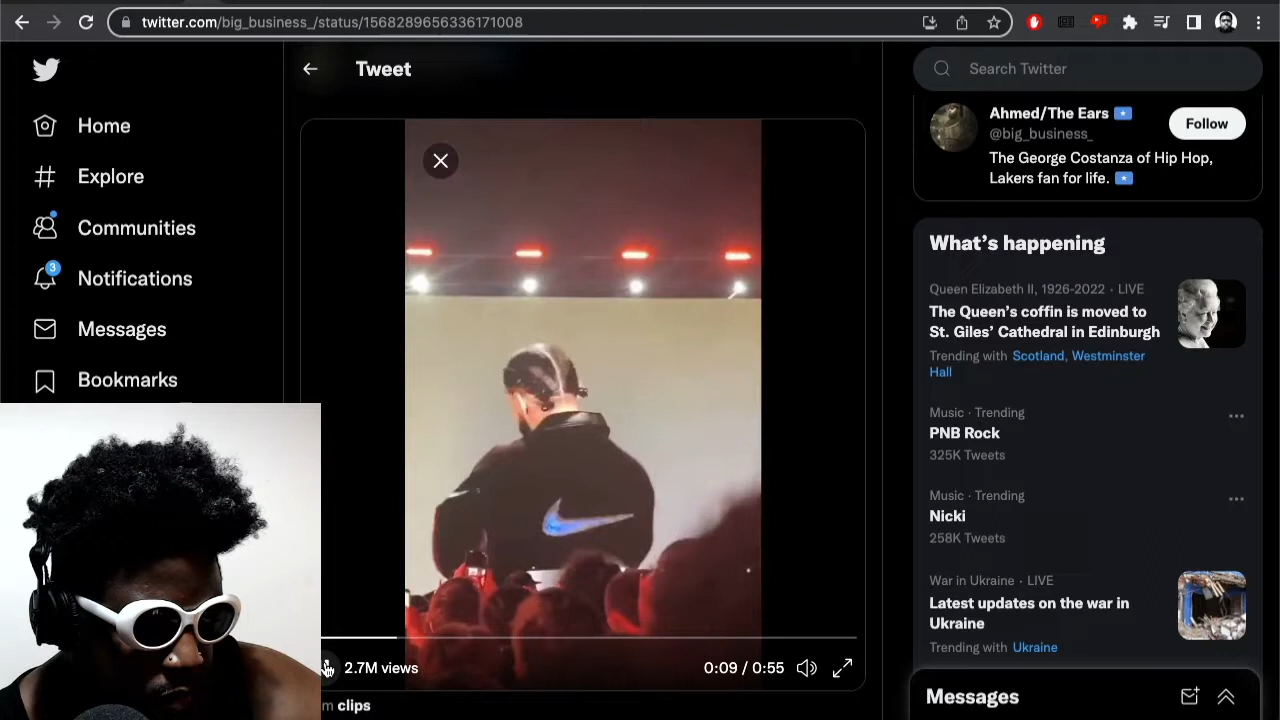 twitter.com/big_business_/status/1568289656336171008
Tweet
Search Twitter
Home
Explore
Communities
3
Notifications
Messages
Bookmarks
Ahmed/The Ears
@big_business_
Follow
The George Costanza of Hip Hop,
Lakers fan for life.
What's happening
Queen Elizabeth II, 1926-2022 · LIVE
The Queen's coffin is moved to
St. Giles' Cathedral in Edinburgh
Trending with Scotland, Westminster
Hall
Music · Trending
PNB Rock
325K Tweets
Music · Trending
Nicki
258K Tweets
War in Ukraine · LIVE
Latest updates on the war in
Ukraine
Trending with Ukraine
2.7M views
0:09 / 0:55
clips
Messages